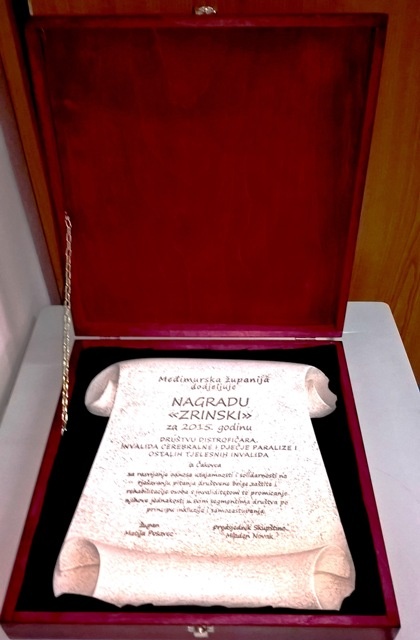 Međimurska županija
dodjeljuje
NAGRADU
«ZRINSKI»
za 2015. godinu
DRUŠTVU DISTROFIČARA,
INVALIDA CEREBRALNE I DJEČJE PARALIZE I
OSTALIH TJELESNIH INVALIDA
iz Čakovca
za razvijanje odnosa uzajamnosti i solidarnosti na
rješavanju pitanja društvene brige zaštite i
rehabilitacije osoba s invaliditetom te promicanje
njihove jednakosti u svim segmentima društva po
principu inkluzije i samozastupanja
Župan
Matija Posavec
Predsjednik Skupštine
Mladen Novak